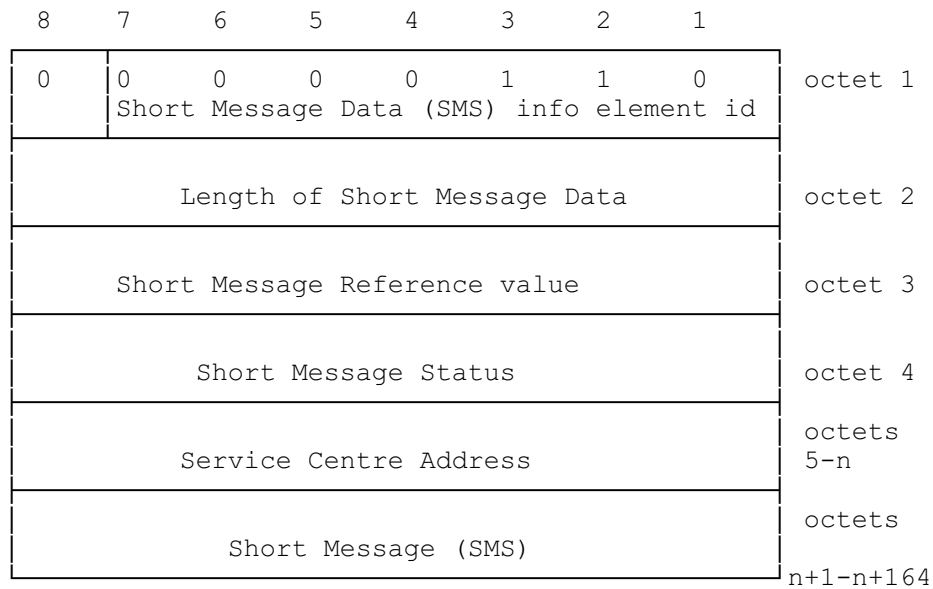 8 7 6 5 4 3 2 1
0 0 0 0 0 1 1 0 octet 1
Short Message Data (SMS) info element id
Length of Short Message Data octet 2
Short Message Reference value octet 3
Short Message Status octet 4
octets
Service Centre Address 5-n
octets
Short Message (SMS)
n+1-n+164